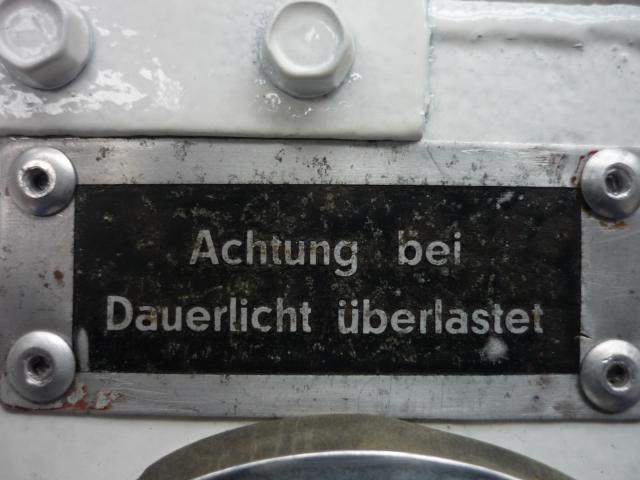 Achtung bei
Dauerlicht überlastet